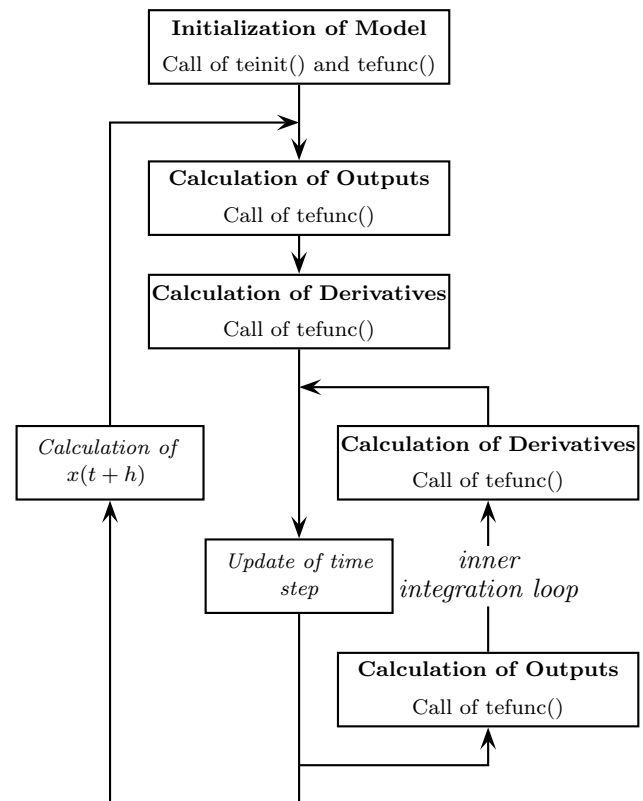 Initialization of Model
Call of teinit() and tefunc()
Calculation of Outputs
Call of tefunc()
Calculation of Derivatives
Call of tefunc()
Calculation of
x(t + h)
Calculation of Derivatives
Call of tefunc()
Update of time
step
inner
integration loop
Calculation of Outputs
Call of tefunc()